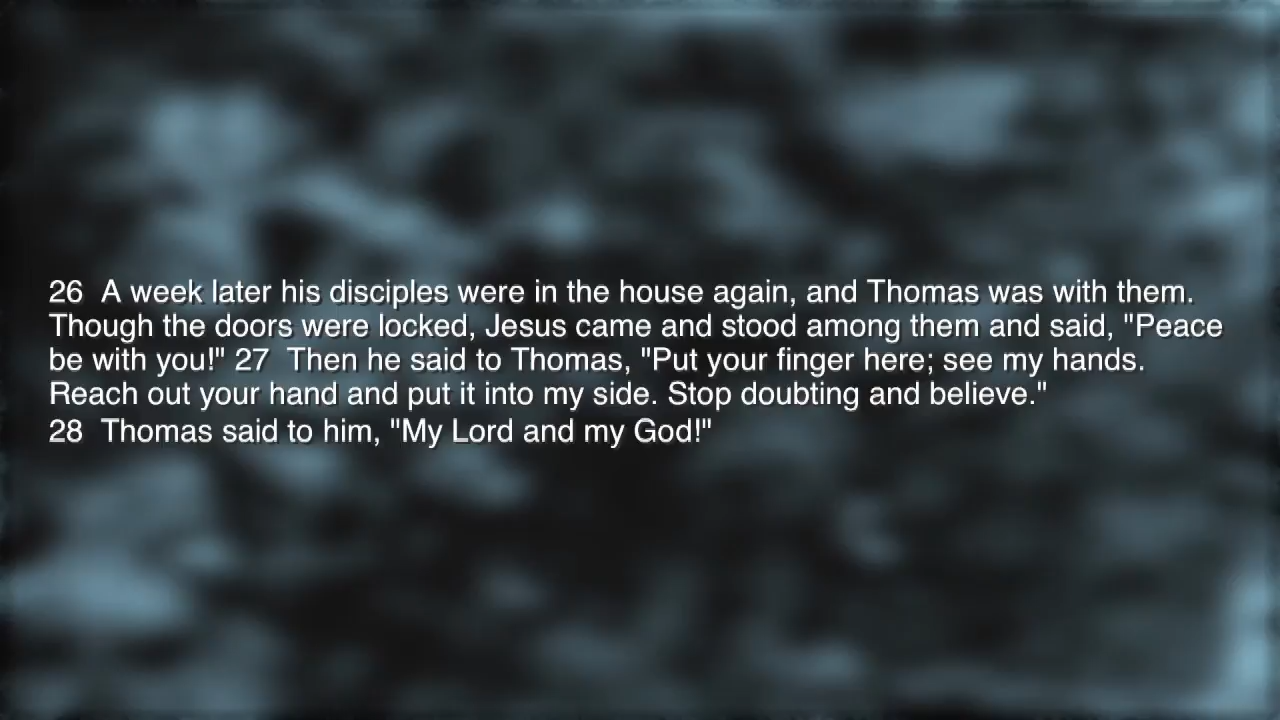 26  A week later his disciples were in the house again, and Thomas was with them.
Though the doors were locked, Jesus came and stood among them and said, "Peace
be with you!" 27  Then he said to Thomas, "Put your finger here; see my hands.
Reach out your hand and put it into my side. Stop doubting and believe."
28  Thomas said to him, "My Lord and my God!"